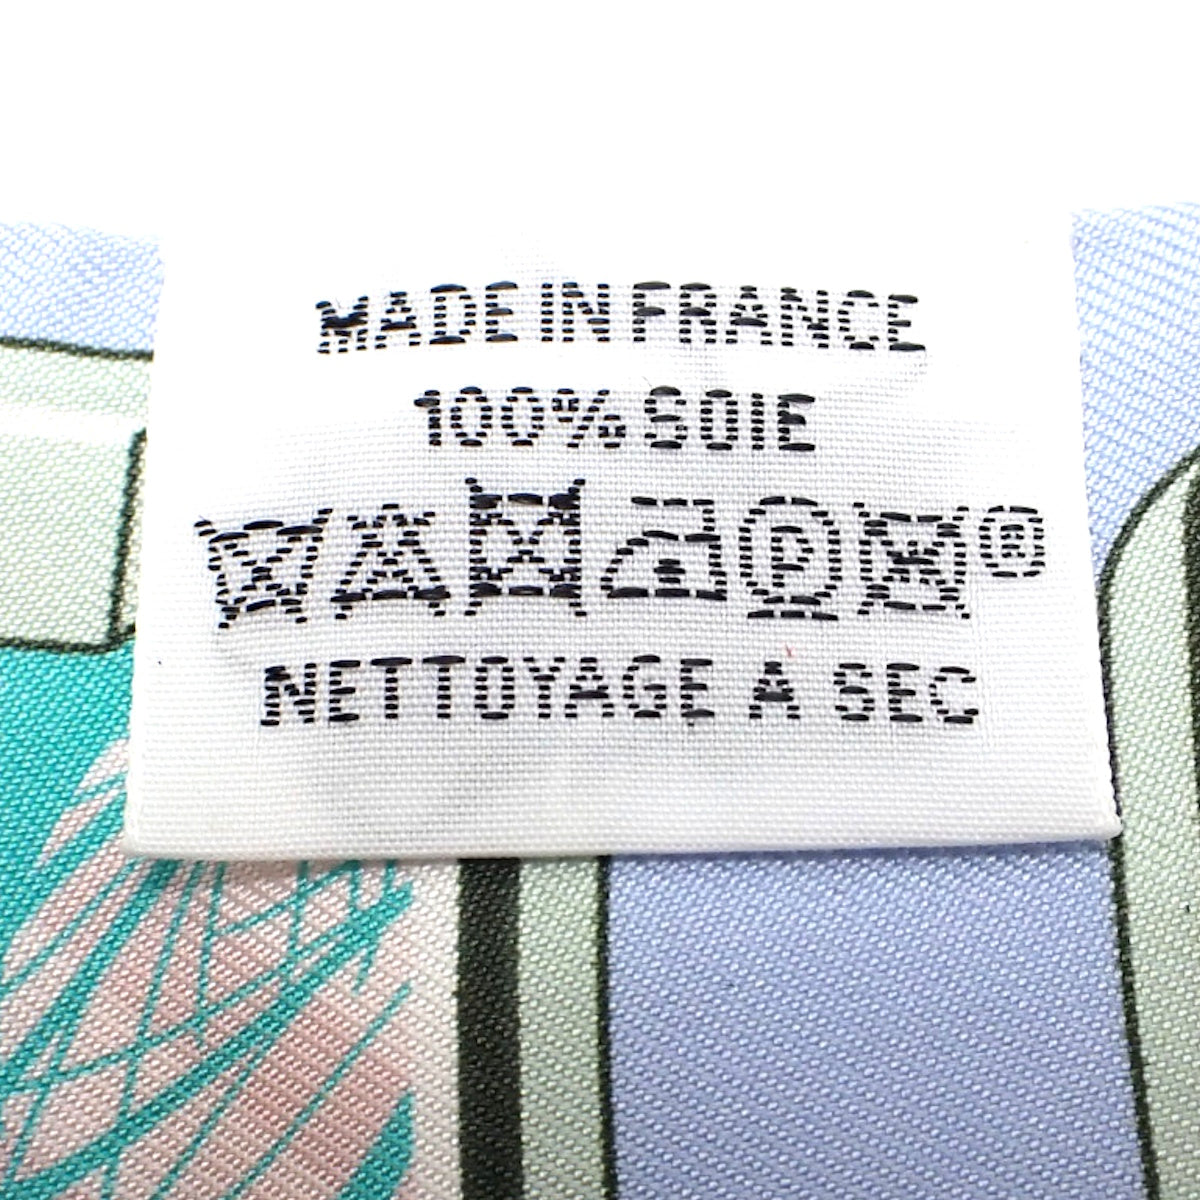 MADE IN FRANCE
100% SOIE
P ®
NETTOYAGE A SEC